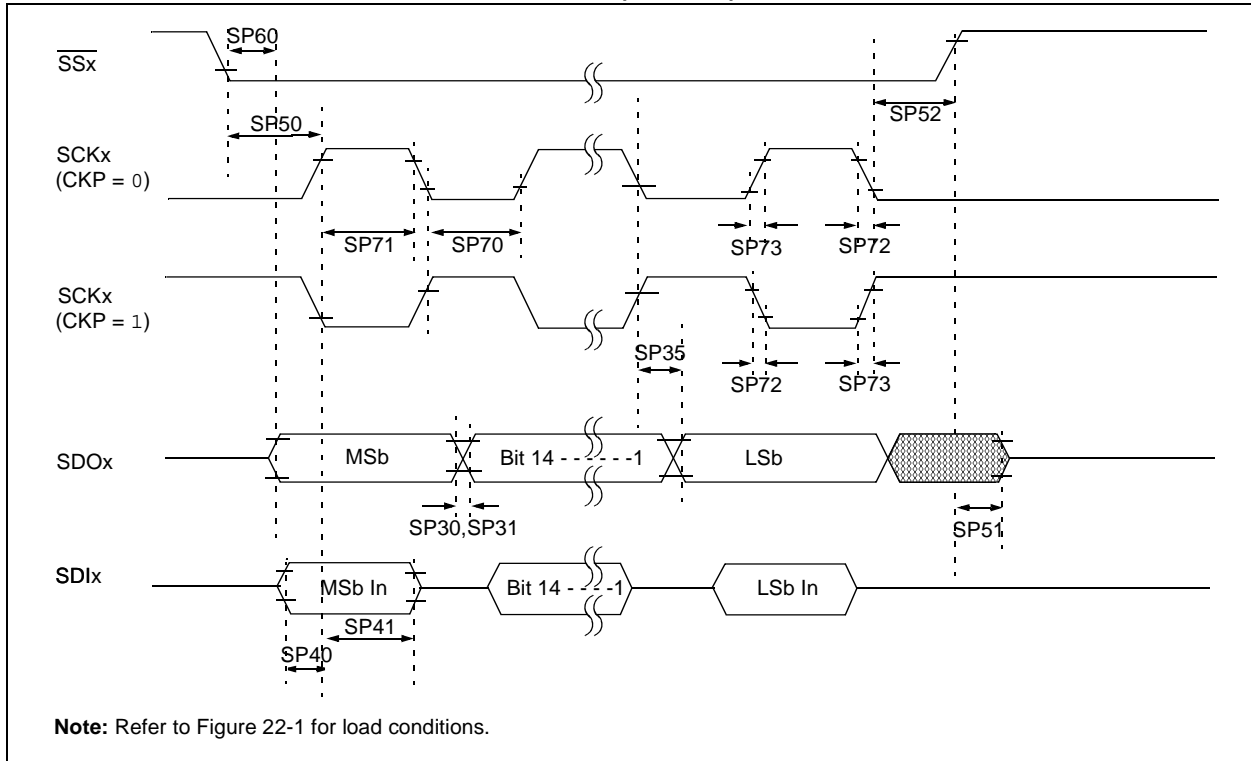 SP60
SSx
SP50
SP52
SCKx
(CKP = 0)
SP71
SP70
SP73
SP72
SCKx
(CKP = 1)
SP35
SP72
SP73
SDOx
MSb
Bit 14 - - - - - -1
LSb
SP30,SP31
SP51
SDIx
MSb In
Bit 14 - - - -1
LSb In
SP41
SP40
Note: Refer to Figure 22-1 for load conditions.